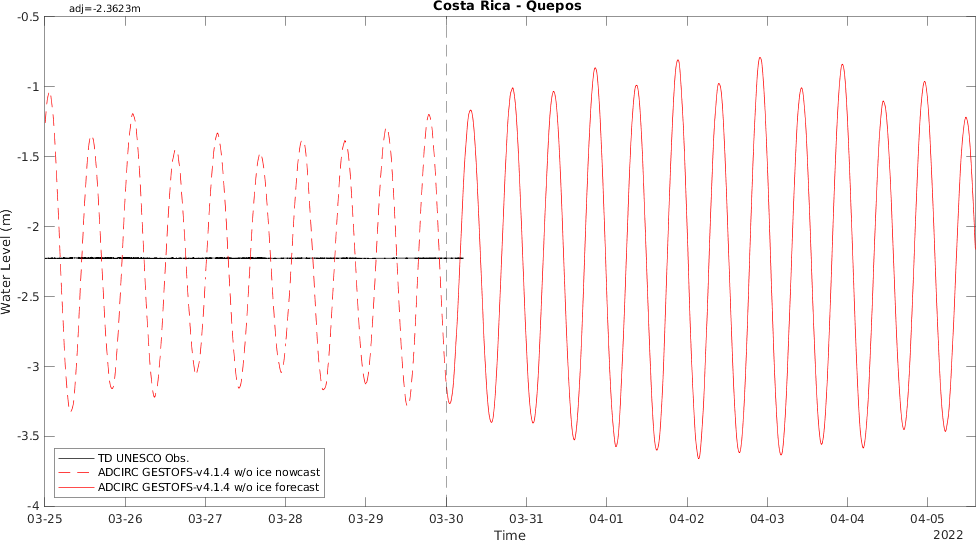 adj=-2.3623m
Costa Rica - Quepos
-0.5
-1
-1.5
-2
-2.5
-3
-3.5
-4
Water Level (m)
TD UNESCO Obs.
ADCIRC GESTOFS-v4.1.4 w/o ice nowcast
ADCIRC GESTOFS-v4.1.4 w/o ice forecast
03-25 03-26 03-27 03-28 03-29 03-30 03-31 04-01 04-02 04-03 04-04 04-05
Time
2022